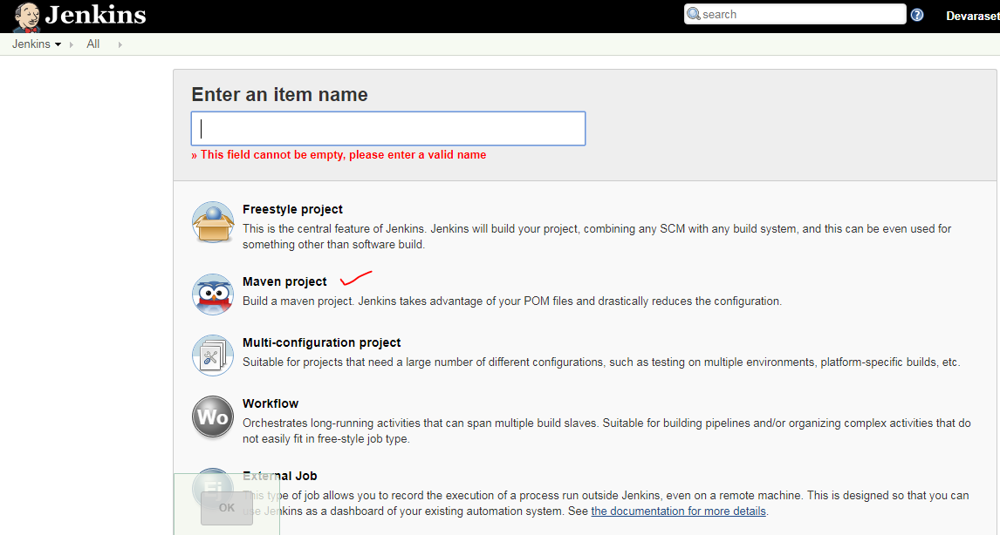 Jenkins
search
?
Devaraset
Jenkins
All
Enter an item name
» This field cannot be empty, please enter a valid name
Freestyle project
This is the central feature of Jenkins. Jenkins will build your project, combining any SCM with any build system, and this can be even used for
something other than software build.
Maven project
Build a maven project. Jenkins takes advantage of your POM files and drastically reduces the configuration.
Multi-configuration project
Suitable for projects that need a large number of different configurations, such as testing on multiple environments, platform-specific builds, etc.
Wo
Workflow
Orchestrates long-running activities that can span multiple build slaves. Suitable for building pipelines and/or organizing complex activities that do
not easily fit in free-style job type.
Ej
External Job
This type of job allows you to record the execution of a process run outside Jenkins, even on a remote machine. This is designed so that you can
use Jenkins as a dashboard of your existing automation system. See the documentation for more details.
OK